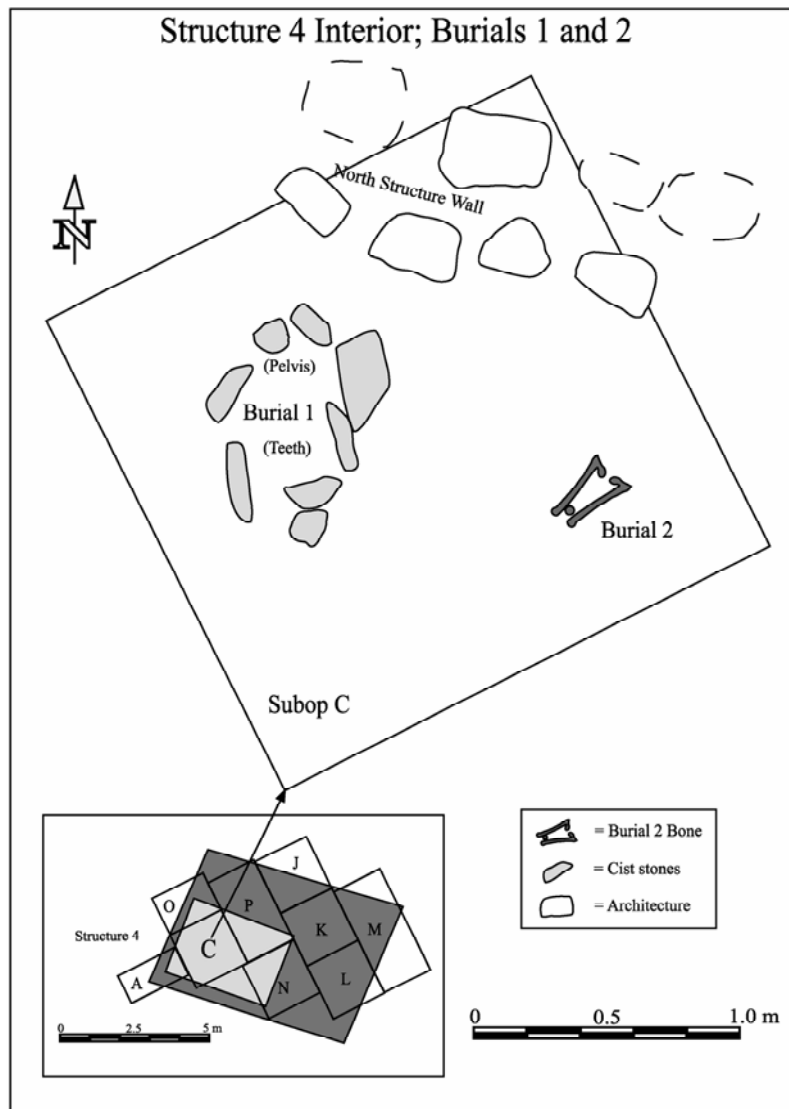 Structure 4 Interior; Burials 1 and 2
North Structure Wall
N
(Pelvis)
Burial 1
(Teeth)
Burial 2
Subop C
J
O
P
K
M
Structure 4
C
A
N
L
0 2.5 5 m
= Burial 2 Bone
= Cist stones
= Architecture
0 0.5 1.0 m